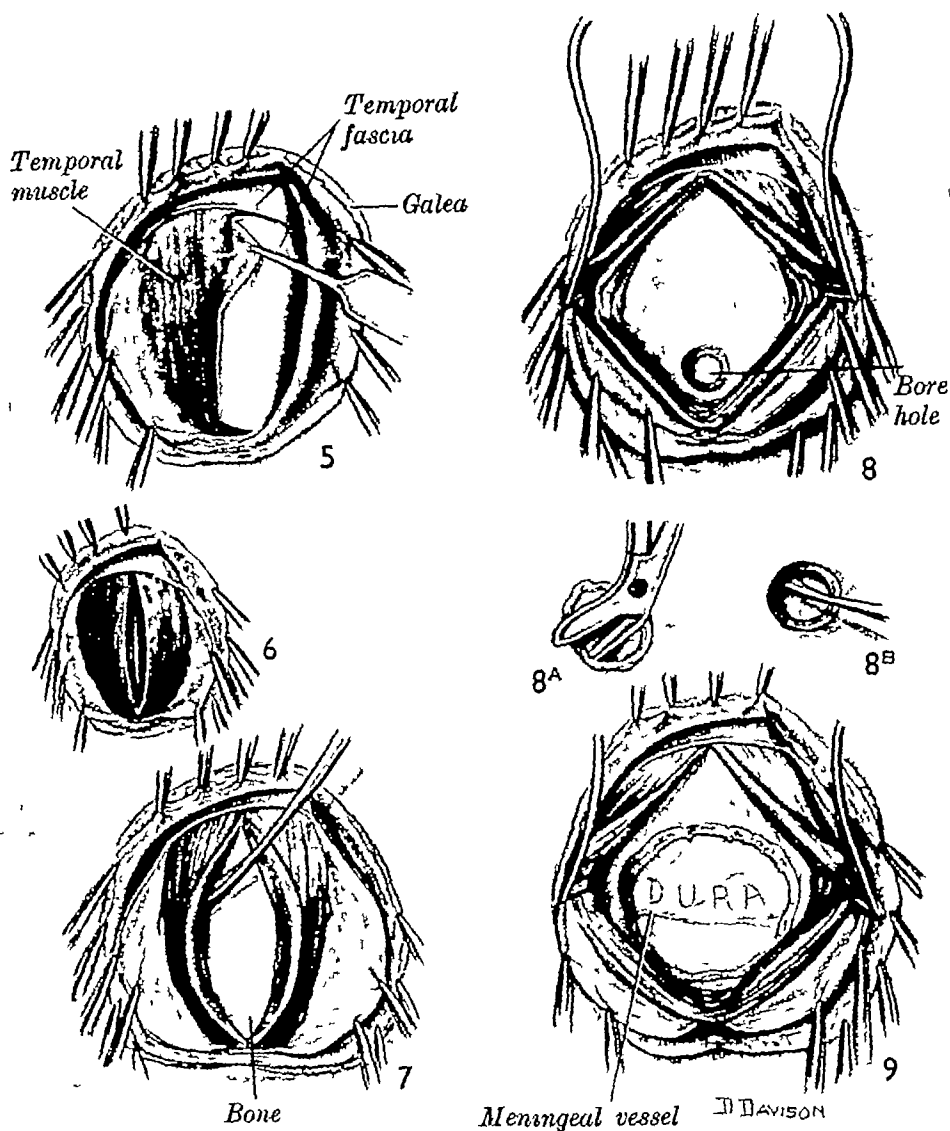 Temporal
fascia
Temporal
muscle
Galea
5
Bore
hole
8
6
8A
8B
DURA
7
9
Bone
Meningeal vessel
D DAVISON